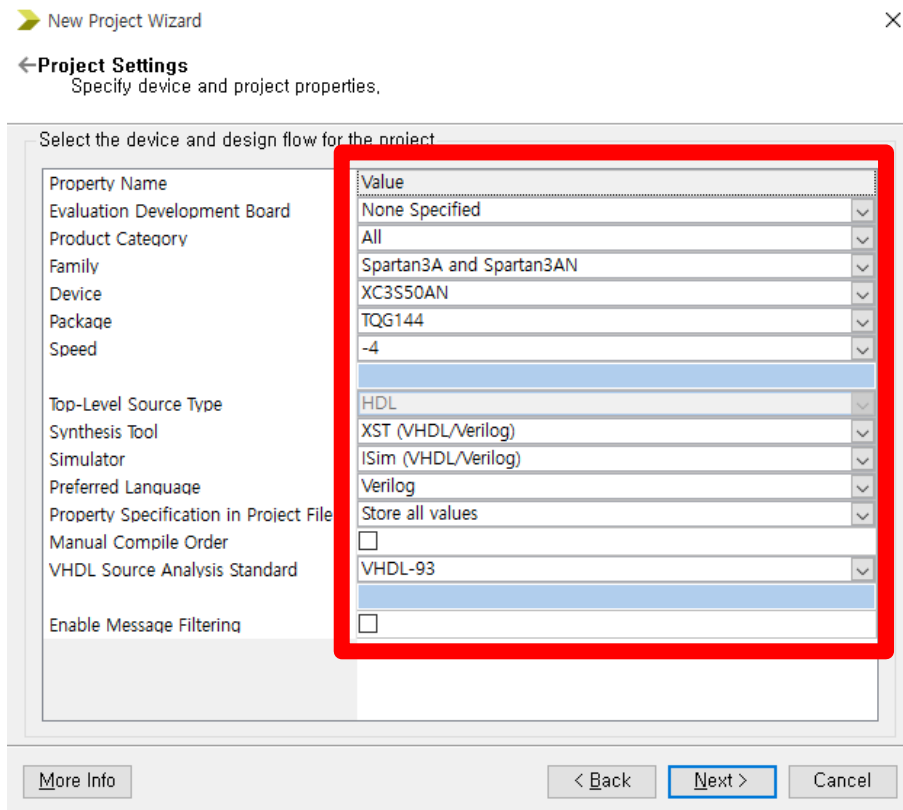 New Project Wizard
Project Settings
Specify device and project properties,
Select the device and design flow for the project
Property Name Value
Evaluation Development Board None Specified
Product Category All
Family Spartan3A and Spartan3AN
Device XC3S50AN
Package TQG144
Speed -4
Top-Level Source Type HDL
Synthesis Tool XST (VHDL/Verilog)
Simulator ISim (VHDL/Verilog)
Preferred Language Verilog
Property Specification in Project File Store all values
Manual Compile Order
VHDL Source Analysis Standard VHDL-93
Enable Message Filtering
More Info < Back Next > Cancel